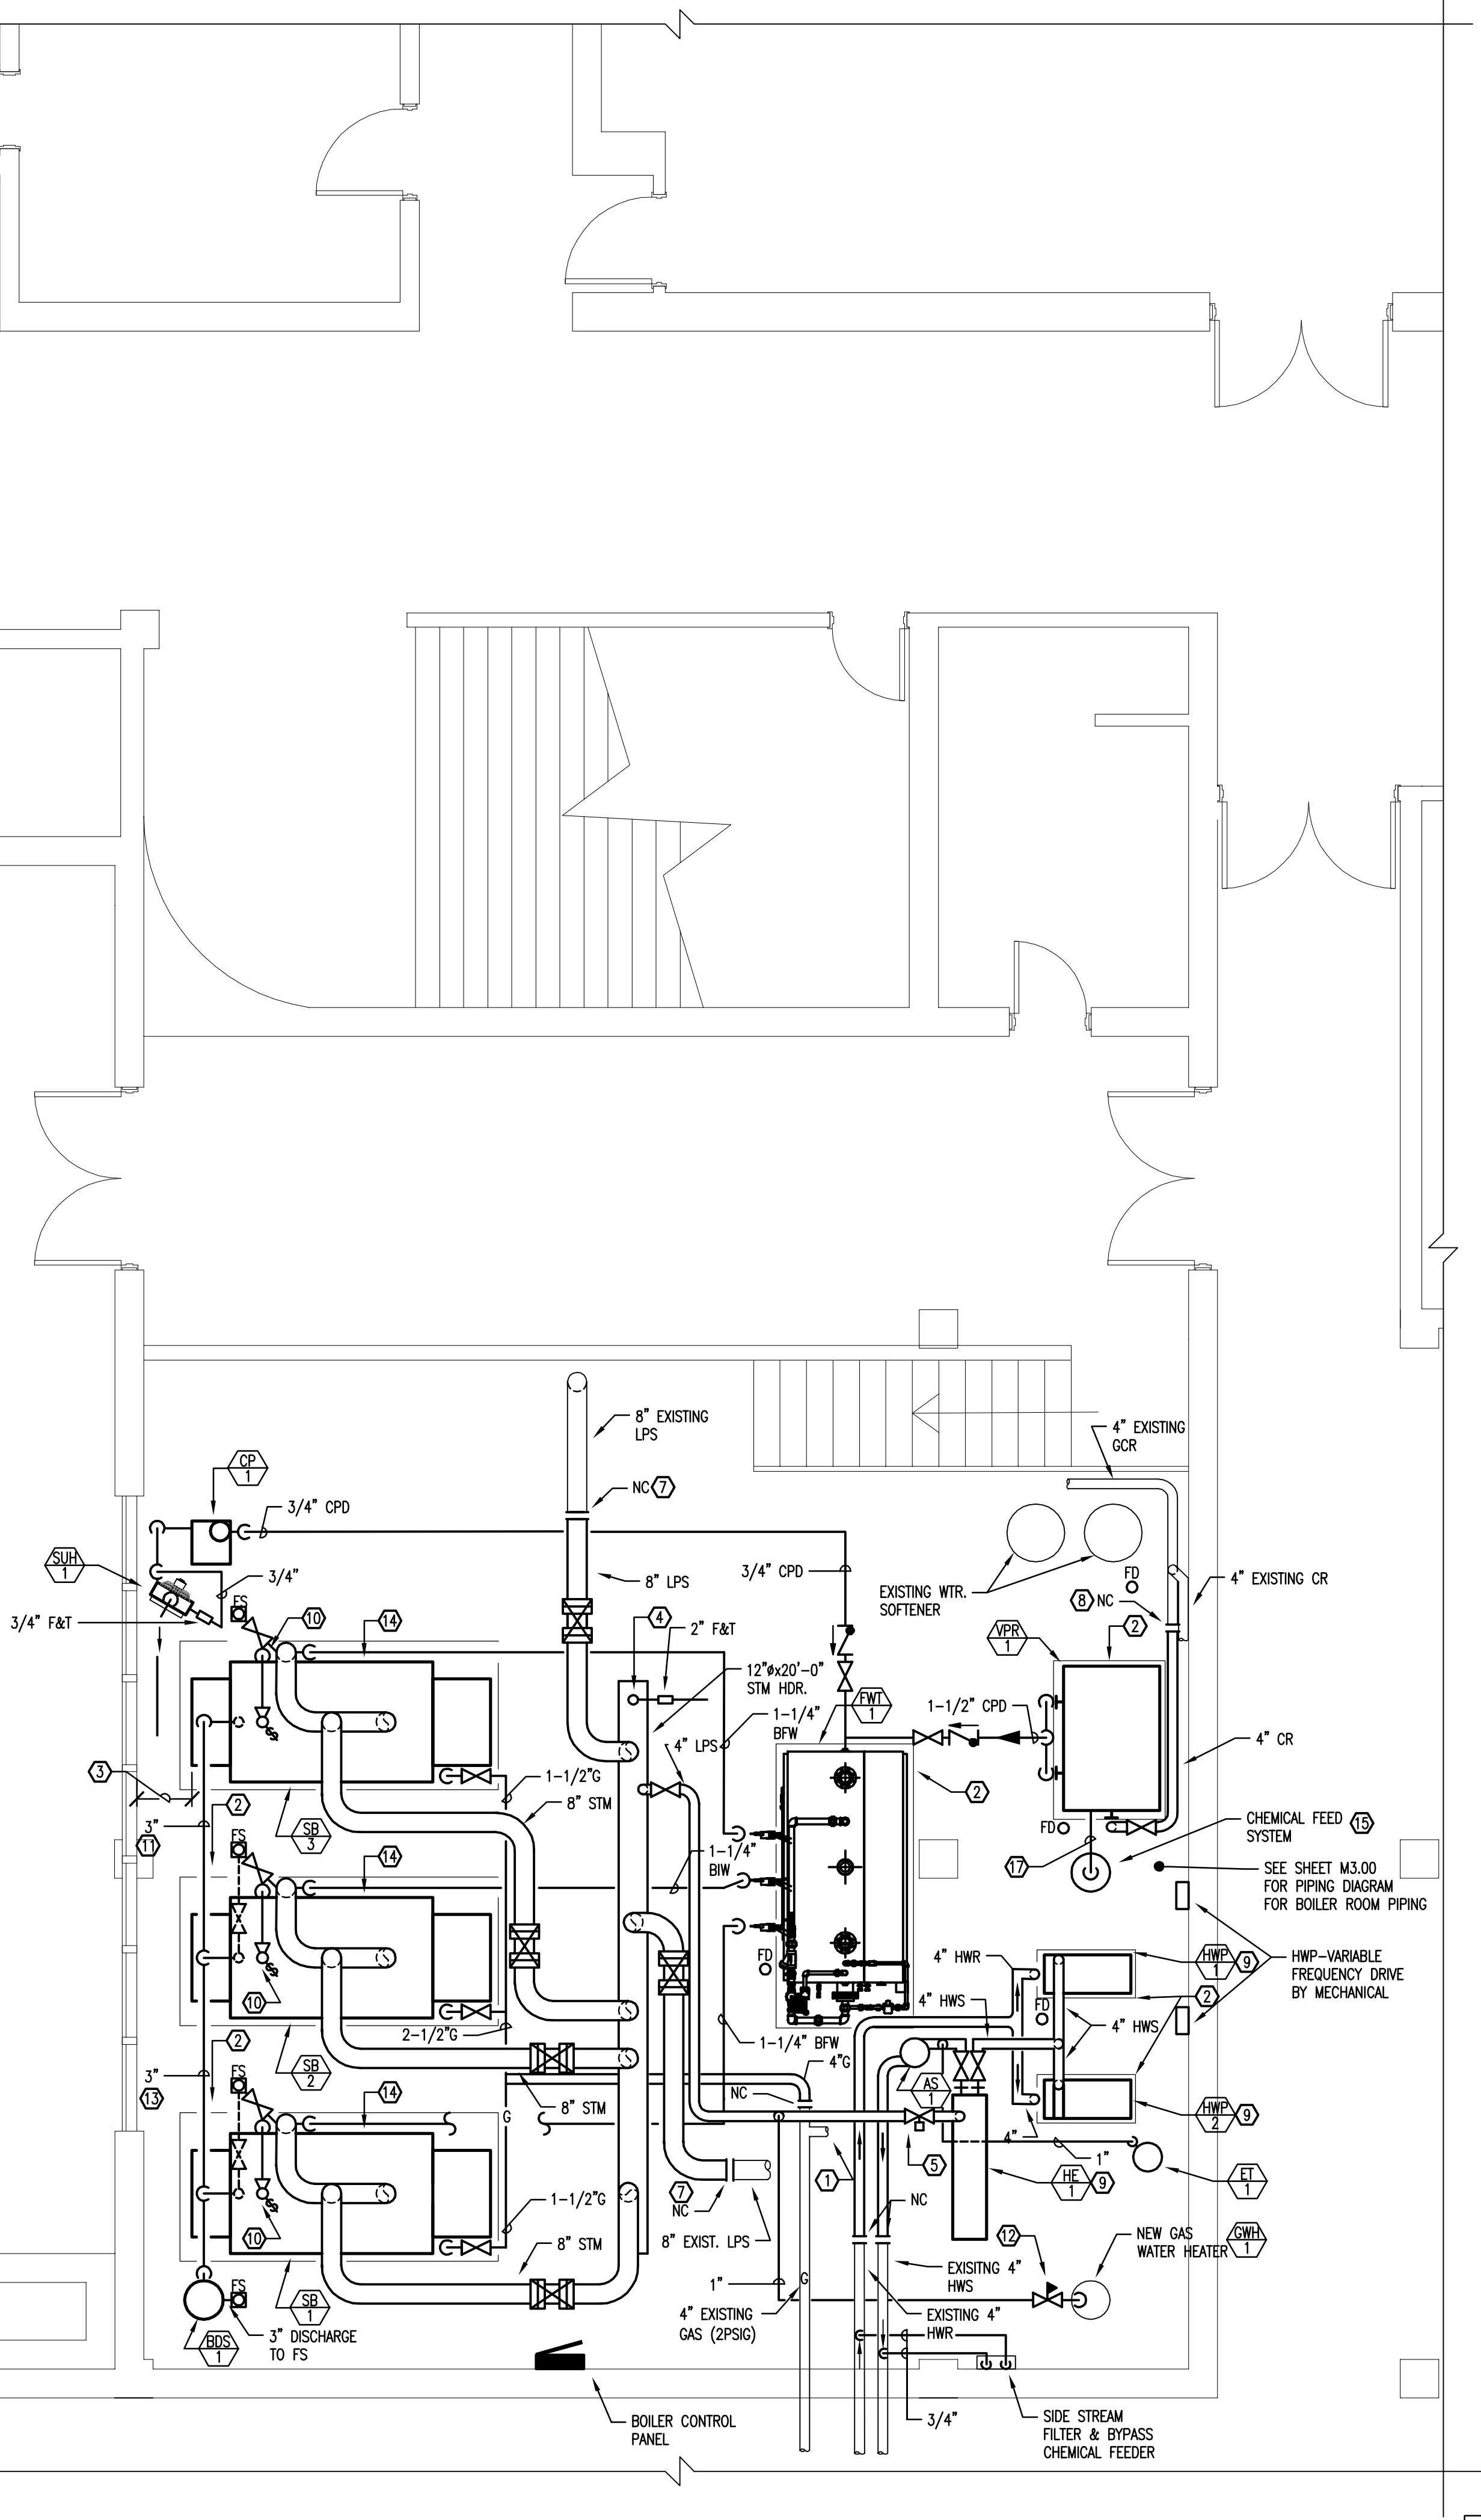 8" EXISTING
LPS
4" EXISTING
GCR
CP
1
NC 7
3/4" CPD
SUH
1
3/4"
3/4" CPD
8" LPS
EXISTING WTR.
SOFTENER
FD
4" EXISTING CR
8 NC
3/4" F&T
FS
10
14
4
2" F&T
VPR
1
2
12"øx20'-0"
STM HDR.
FWT
1
1-1/2" CPD
1-1/4"
BFW
4" LPS
4" CR
3
1-1/2"G
2
8" STM
2
3"
11
SB
3
FS
14
CHEMICAL FEED
SYSTEM
15
FD
1-1/4"
BIW
17
SEE SHEET M3.00
FOR PIPING DIAGRAM
FOR BOILER ROOM PIPING
FD
4" HWR
HWP
1
9
HWP-VARIABLE
FREQUENCY DRIVE
BY MECHANICAL
10
4" HWS
2
FD
2-1/2"G
2
1-1/4" BFW
4" HWS
3"
13
SB
2
FS
14
4"G
AS
1
NC
8" STM
G
HWP
2
9
4"
1"
5
1
HE
1
9
ET
1
7
NC
1-1/2"G
NC
10
8" STM
8" EXIST. LPS
12
NEW GAS
WATER HEATER
GWH
1
EXISITNG 4"
HWS
1"
G
FS
SB
1
BDS
1
3" DISCHARGE
TO FS
4" EXISTING
GAS (2PSIG)
EXISTING 4"
HWR
BOILER CONTROL
PANEL
3/4"
SIDE STREAM
FILTER & BYPASS
CHEMICAL FEEDER